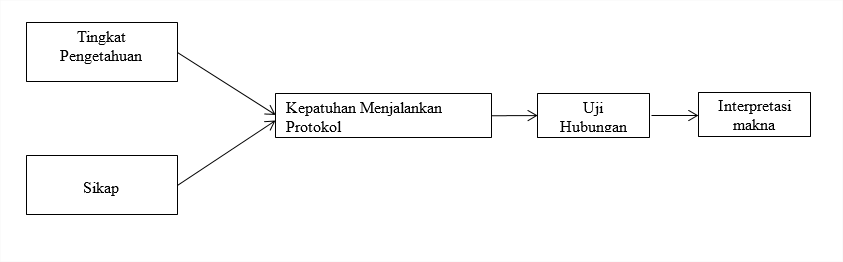 Tingkat
Pengetahuan
Kepatuhan Menjalankan
Protokol
Uji
Hubungan
Interpretasi
makna
Sikap